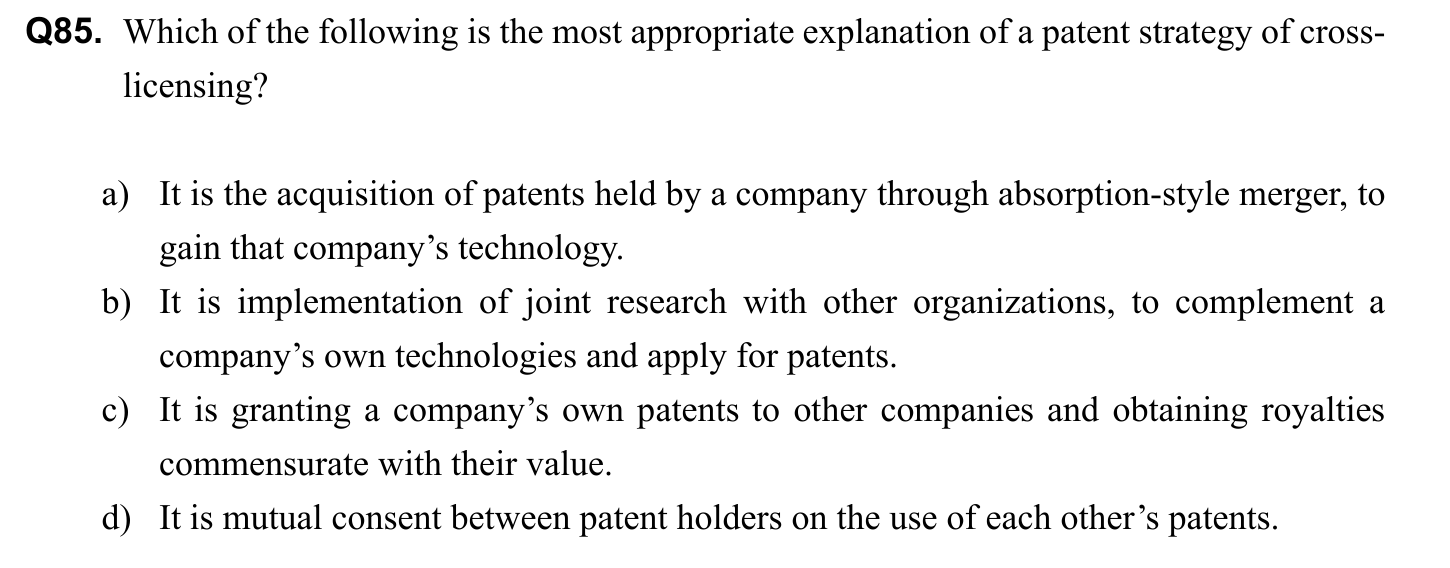 Q85. Which of the following is the most appropriate explanation of a patent strategy of cross-
licensing?
a) It is the acquisition of patents held by a company through absorption-style merger, to
gain that company’s technology.
b) It is implementation of joint research with other organizations, to complement a
company’s own technologies and apply for patents.
c) It is granting a company’s own patents to other companies and obtaining royalties
commensurate with their value.
d) It is mutual consent between patent holders on the use of each other’s patents.